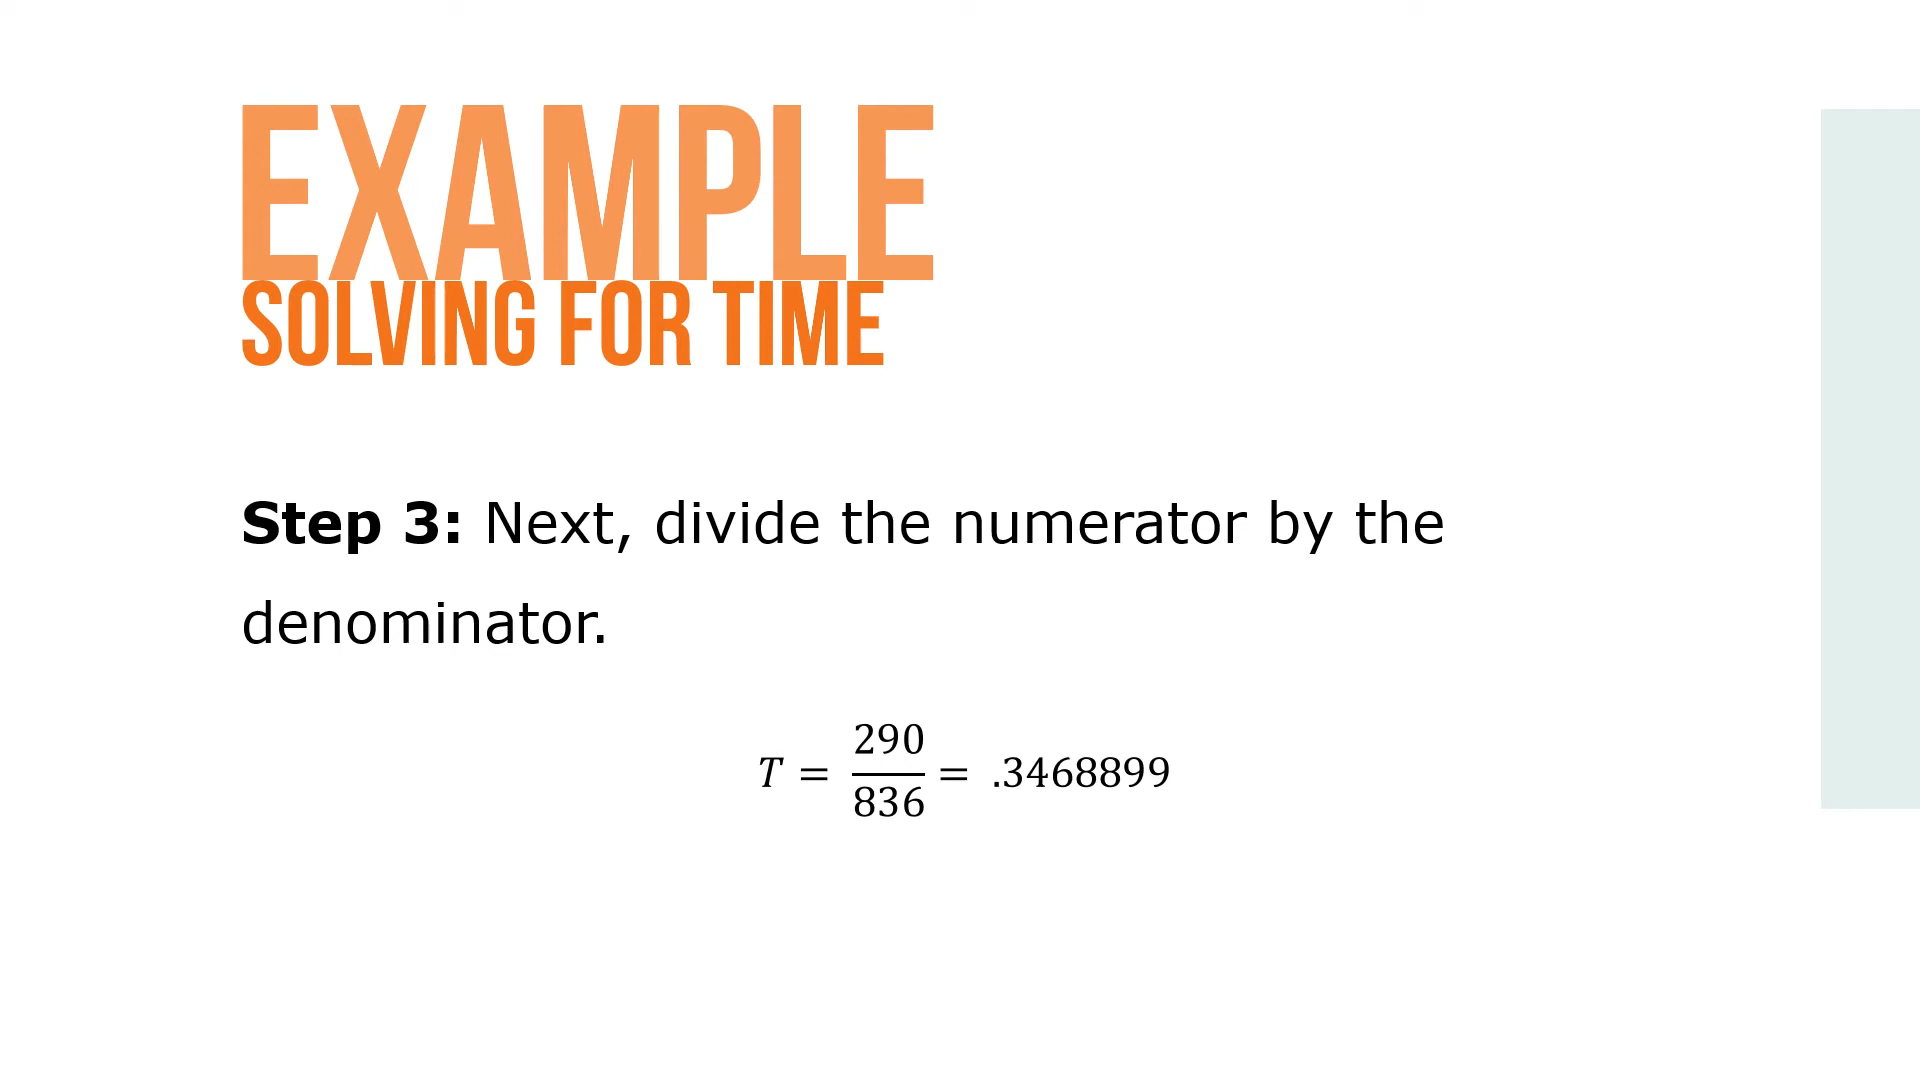 EXAMPLE
SOLVING FOR TIME
Step 3: Next, divide the numerator by the
denominator.
T = 290/836 = .3468899